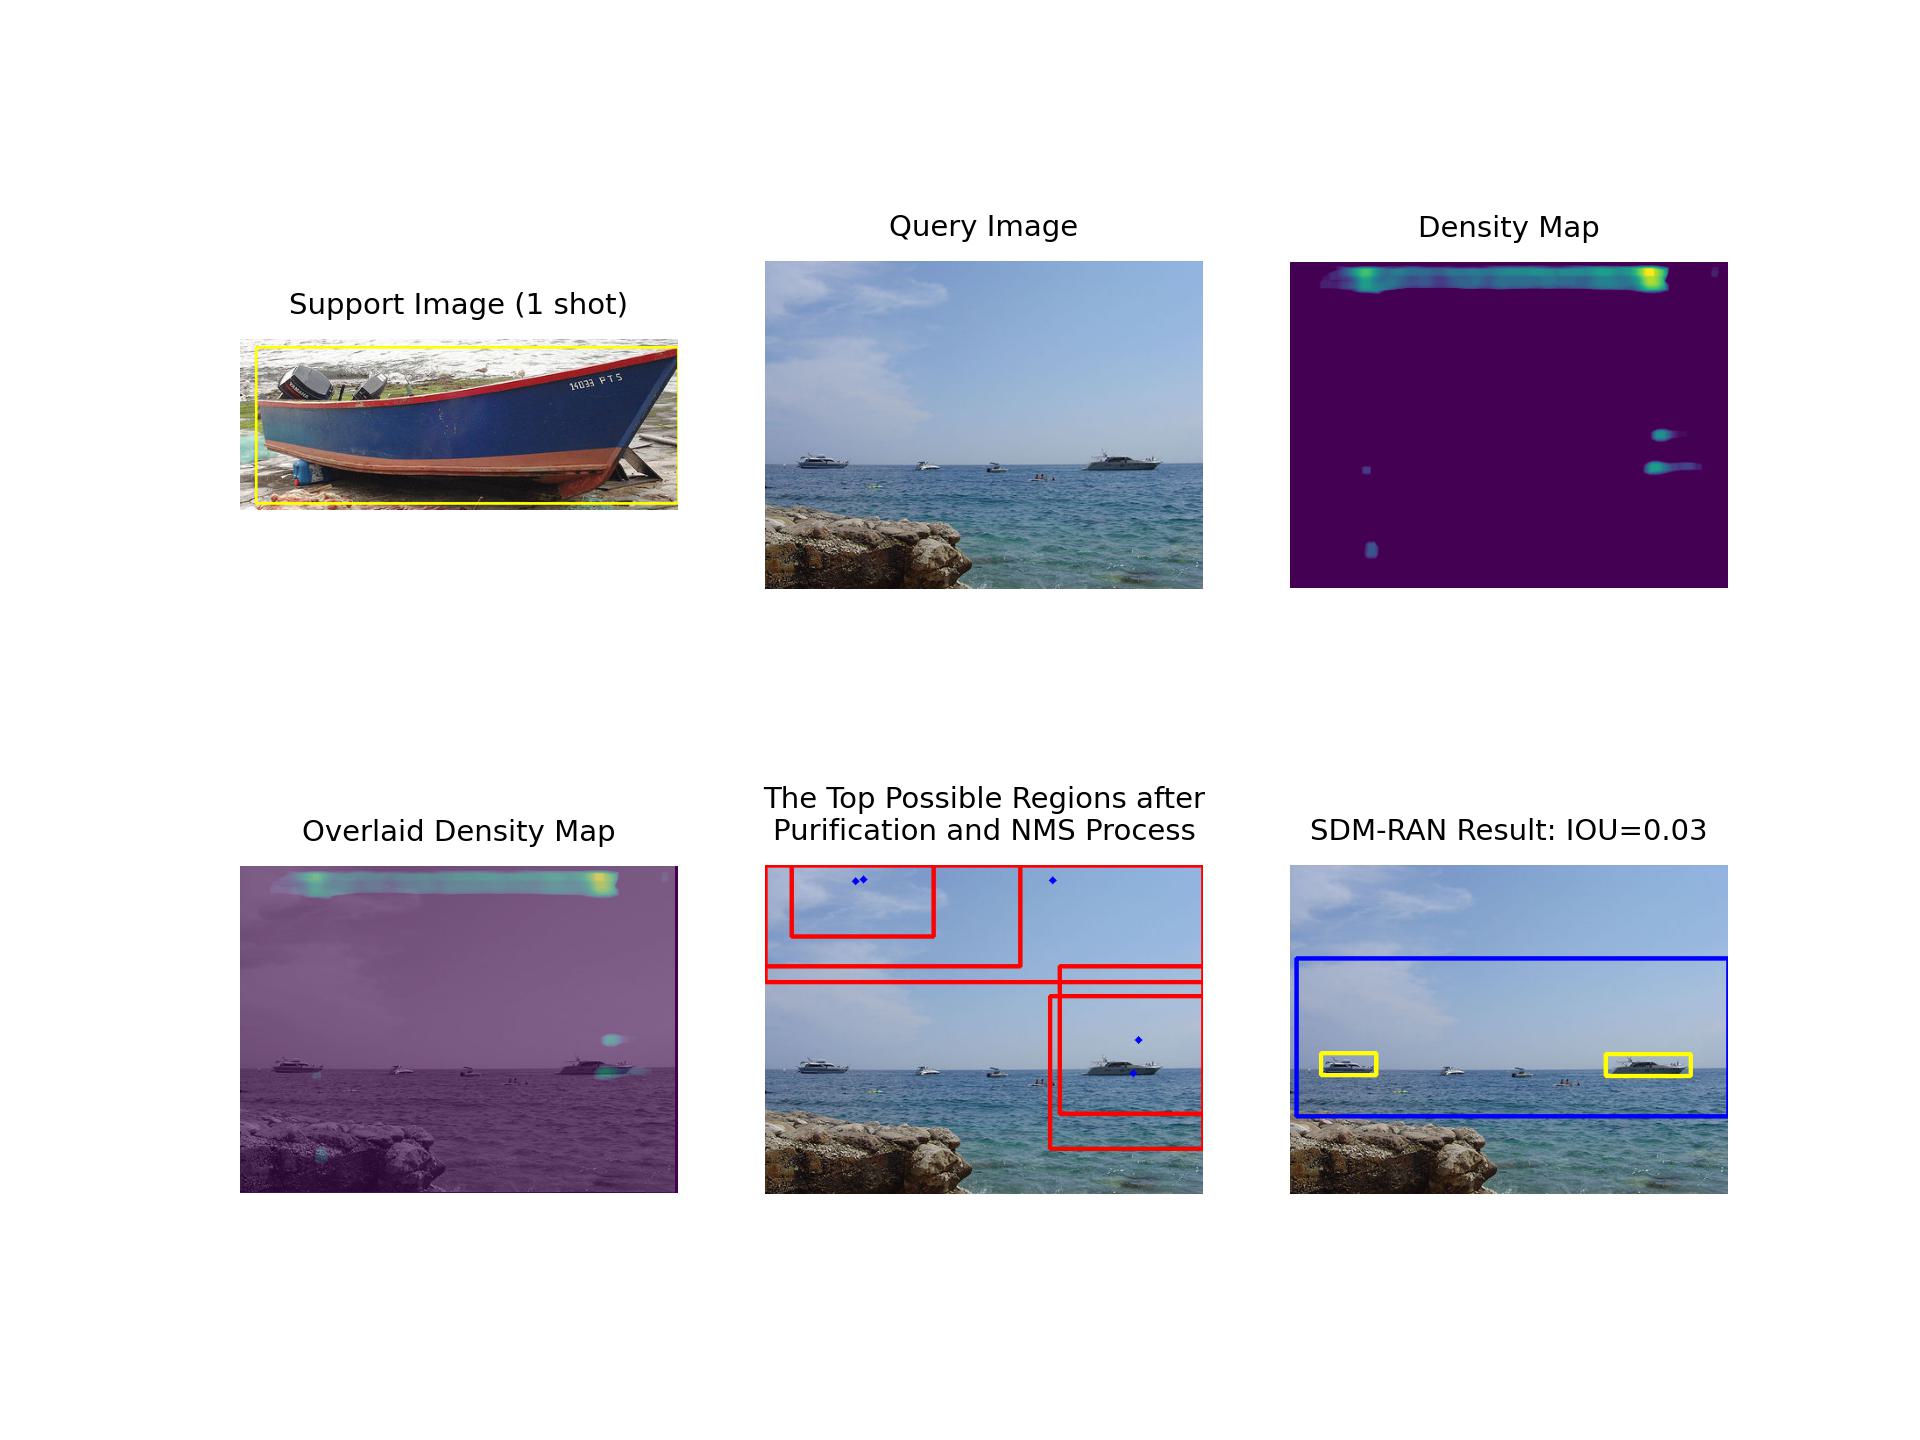 Query Image
Density Map
Support Image (1 shot)
14033 PTS
YAMAHA
Overlaid Density Map
The Top Possible Regions after
Purification and NMS Process
SDM-RAN Result: IOU=0.03